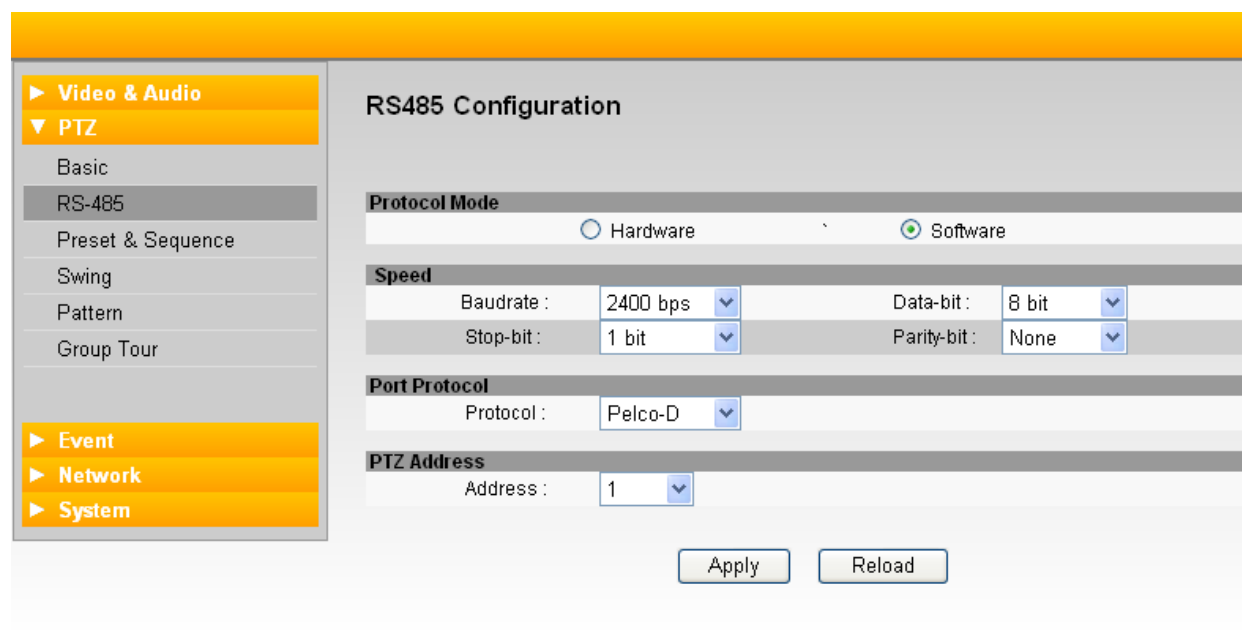 Video & Audio
PTZ
Basic
RS-485
Preset & Sequence
Swing
Pattern
Group Tour
Event
Network
System
RS485 Configuration
Protocol Mode
Hardware ` Software
Speed
Baudrate : 2400 bps Data-bit : 8 bit
Stop-bit : 1 bit Parity-bit : None
Port Protocol
Protocol : Pelco-D
PTZ Address
Address : 1
Apply Reload